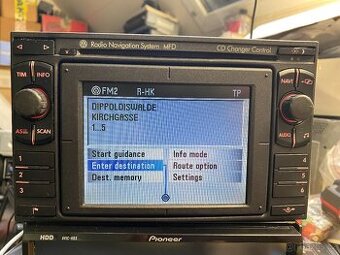 Radio Navigation System MFD
CD Changer Control
TIM INFO
NAVI
FM2 R-HK TP
DIPPOLDISWALDE
KIRCHGASSE
1...5
AS SCAN
AUDIO
Start guidance Info mode
Enter destination Route option
Dest. memory Settings
1 4
2 5
3 6
HDD Pioneer